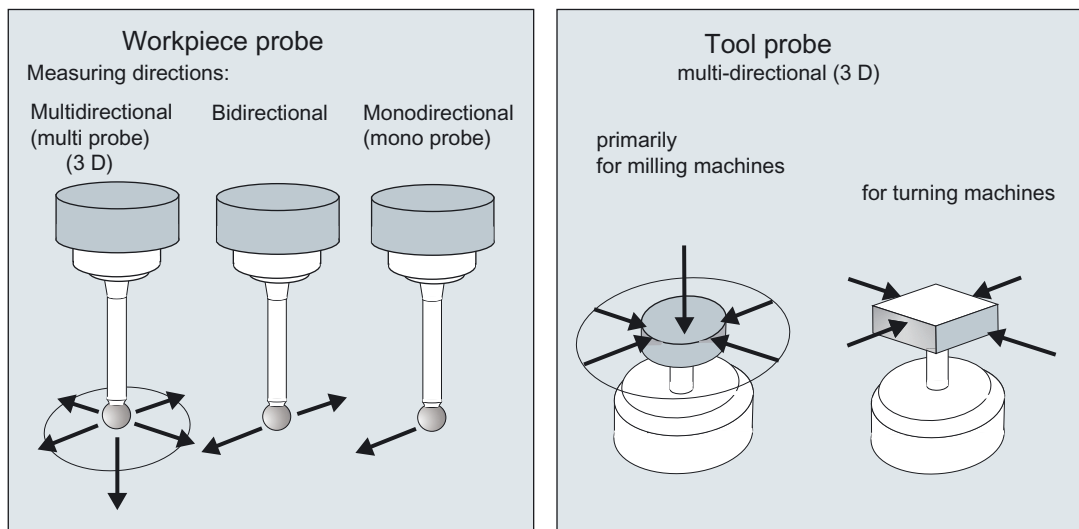 Workpiece probe
Measuring directions:
Multidirectional
(multi probe)
(3 D)
Bidirectional
Monodirectional
(mono probe)
Tool probe
multi-directional (3 D)
primarily
for milling machines
for turning machines